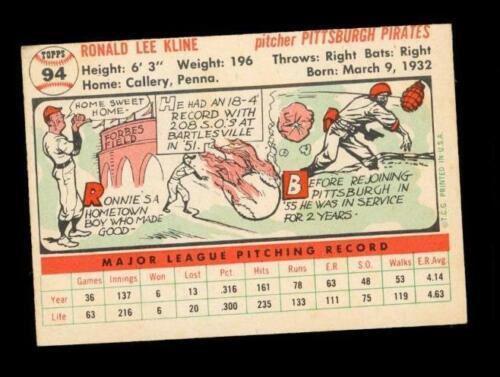 TOPPS
94
RONALD LEE KLINE pitcher PITTSBURGH PIRATES
Height: 6' 3" Weight: 196 Throws: Right Bats: Right
Home: Callery, Penna. Born: March 9, 1932
HOME SWEET
HOME-
FORBES
FIELD
RONNIE'S A
HOMETOWN
BOY WHO MADE
GOOD-
HE HAD AN 18-4
RECORD WITH
208 S.O.'S AT
BARTLESVILLE
IN '51.
BEFORE REJOINING
PITTSBURGH IN
'55 HE WAS IN SERVICE
FOR 2 YEARS.
© T.C.G. PRINTED IN U.S.A.
MAJOR LEAGUE PITCHING RECORD
Games Innings Won Lost Pct. Hits Runs E.R S.O. Walks E.R Avg.
Year 36 137 6 13 .316 161 78 63 48 53 4.14
Life 63 216 6 20 .300 235 133 111 75 119 4.63